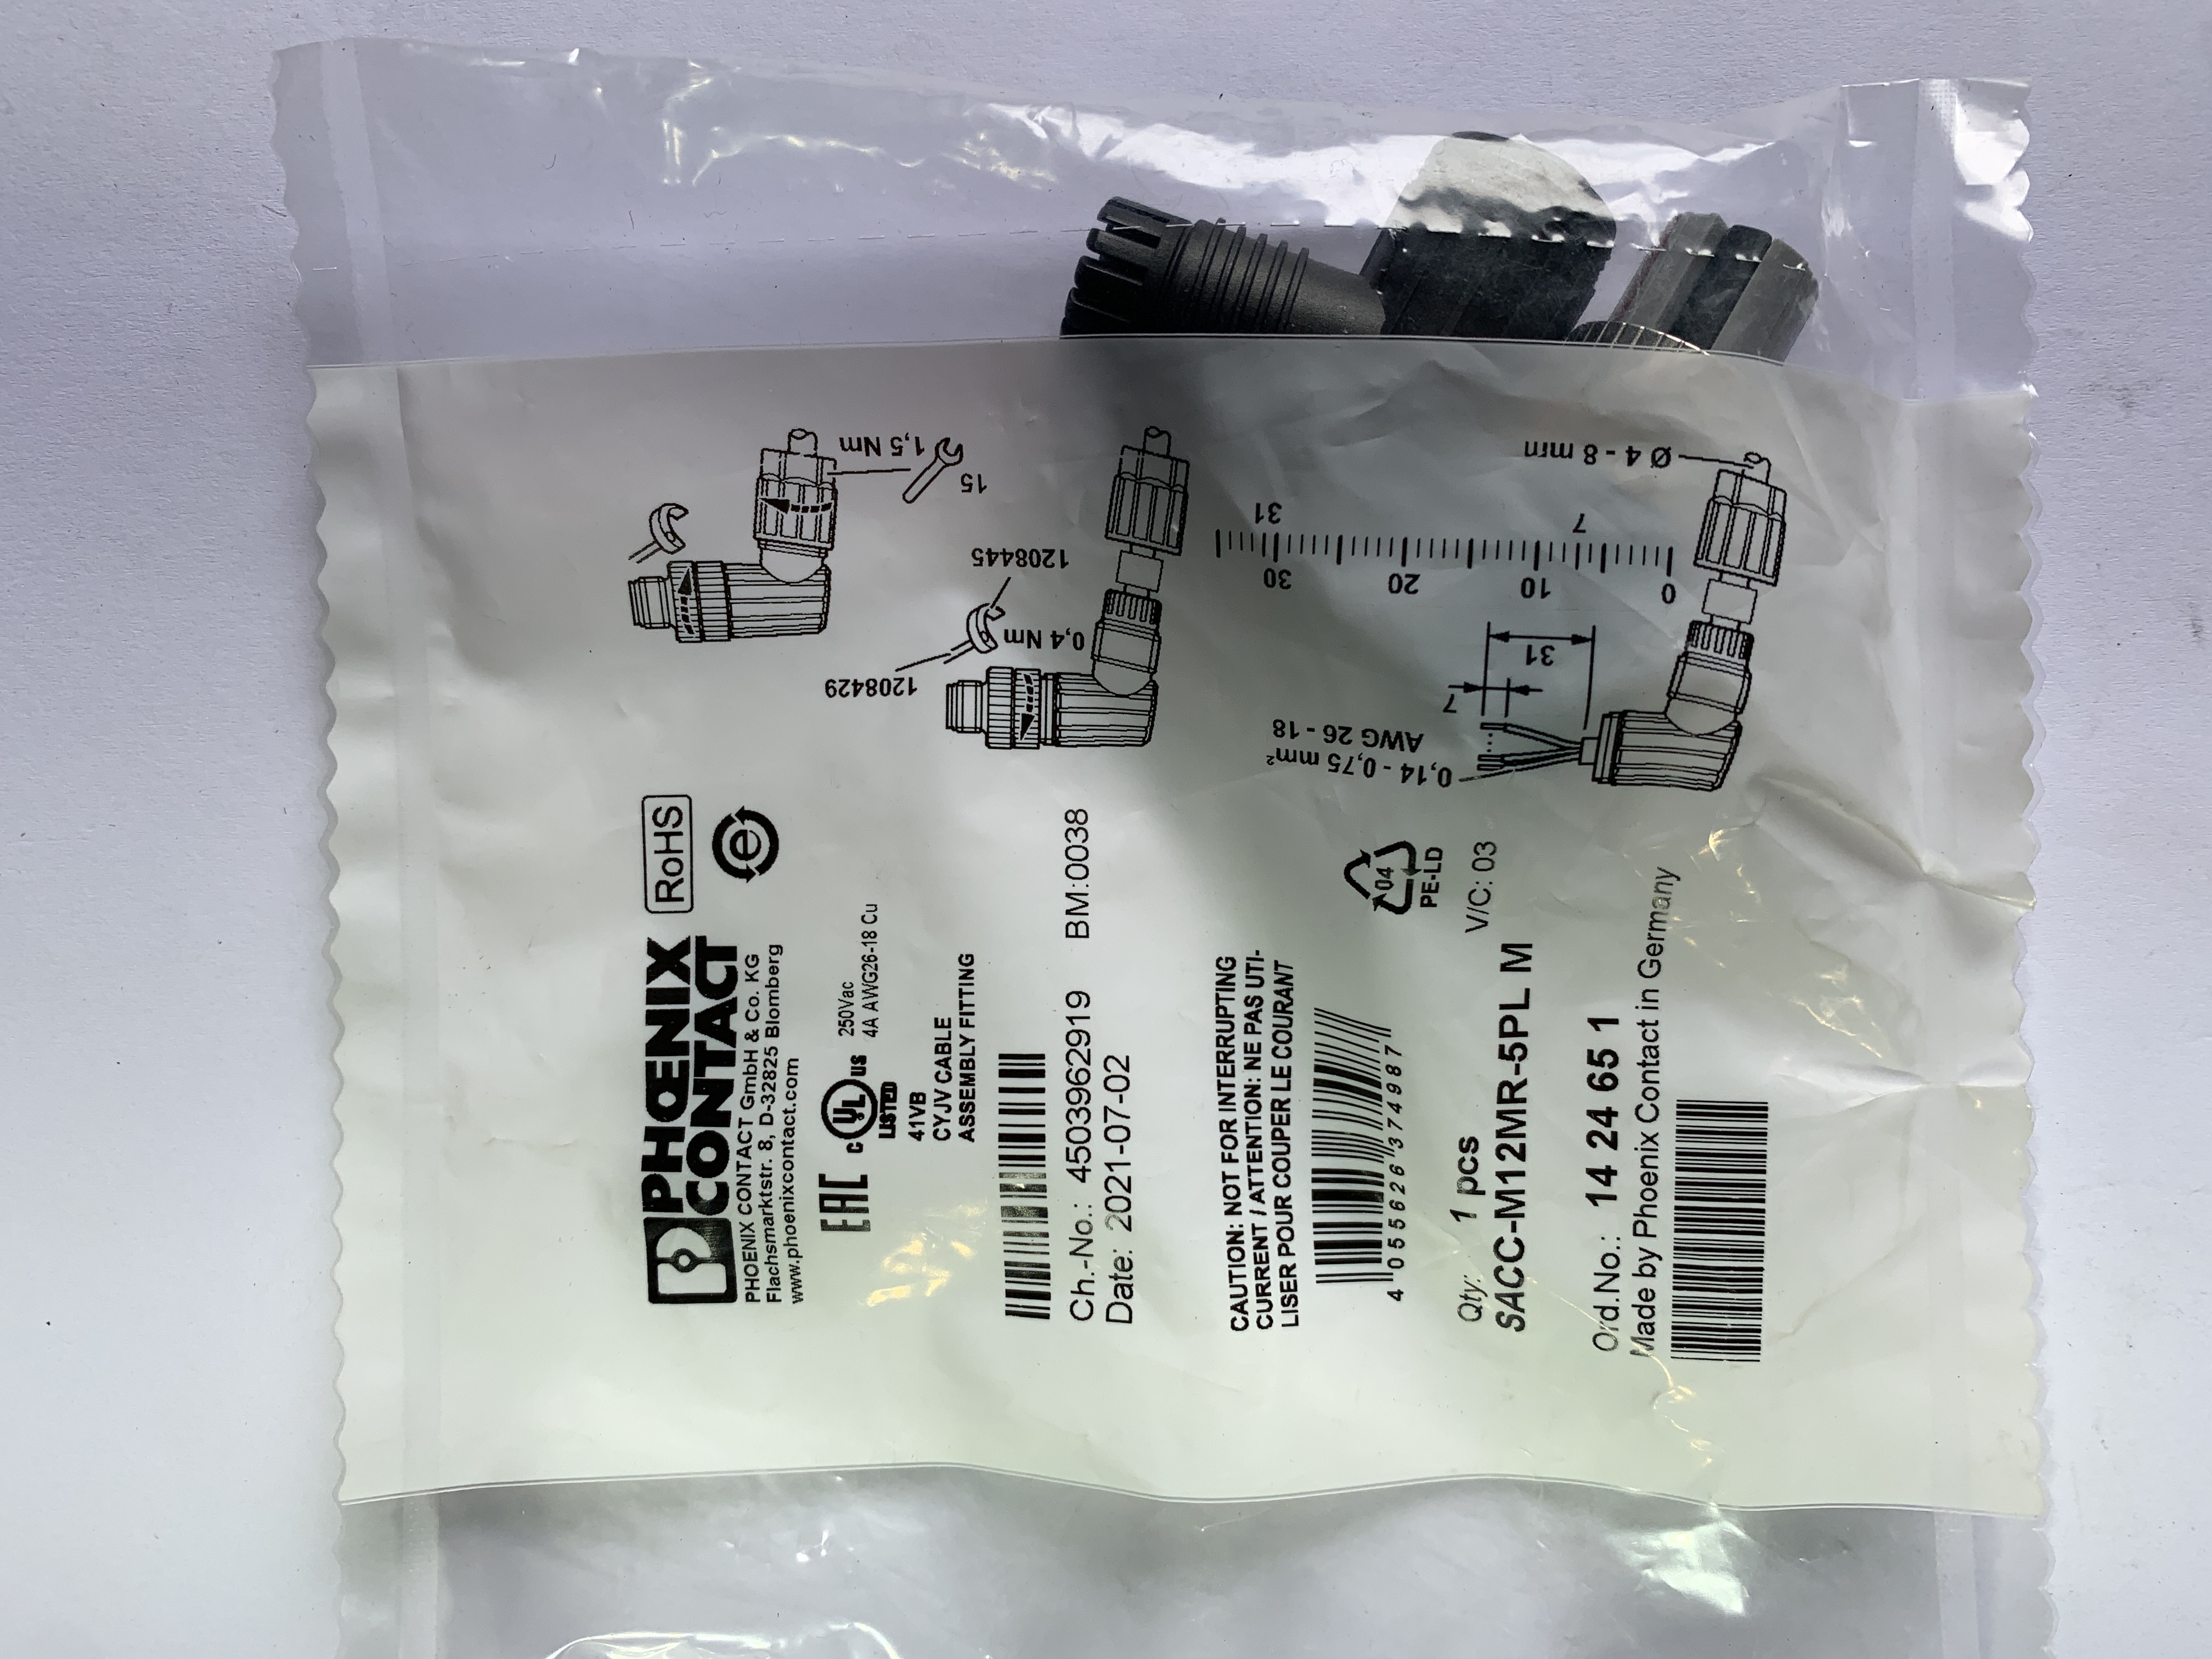 PHŒNIX
CONTACT
RoHS
e
PHOENIX CONTACT GmbH & Co. KG
Flachsmarktstr. 8, D-32825 Blomberg
www.phoenixcontact.com
EAC
c UL us
LISTED
250Vac
4A AWG26-18 Cu
41VB
CYJV CABLE
ASSEMBLY FITTING
Ch.-No.: 4503962919 BM:0038
Date: 2021-07-02
CAUTION: NOT FOR INTERRUPTING
CURRENT / ATTENTION: NE PAS UTI-
LISER POUR COUPER LE COURANT
4 055626 374987
04
PE-LD
Qty: 1 pcs V/C: 03
SACC-M12MR-5PL M
Ord.No.: 14 24 65 1
Made by Phoenix Contact in Germany
Ø 4 - 8 mm
0,14 - 0,75 mm²
AWG 26 - 18
7
31
0 10 20 30
7 31
1208429
1208445
0,4 Nm
15
1,5 Nm